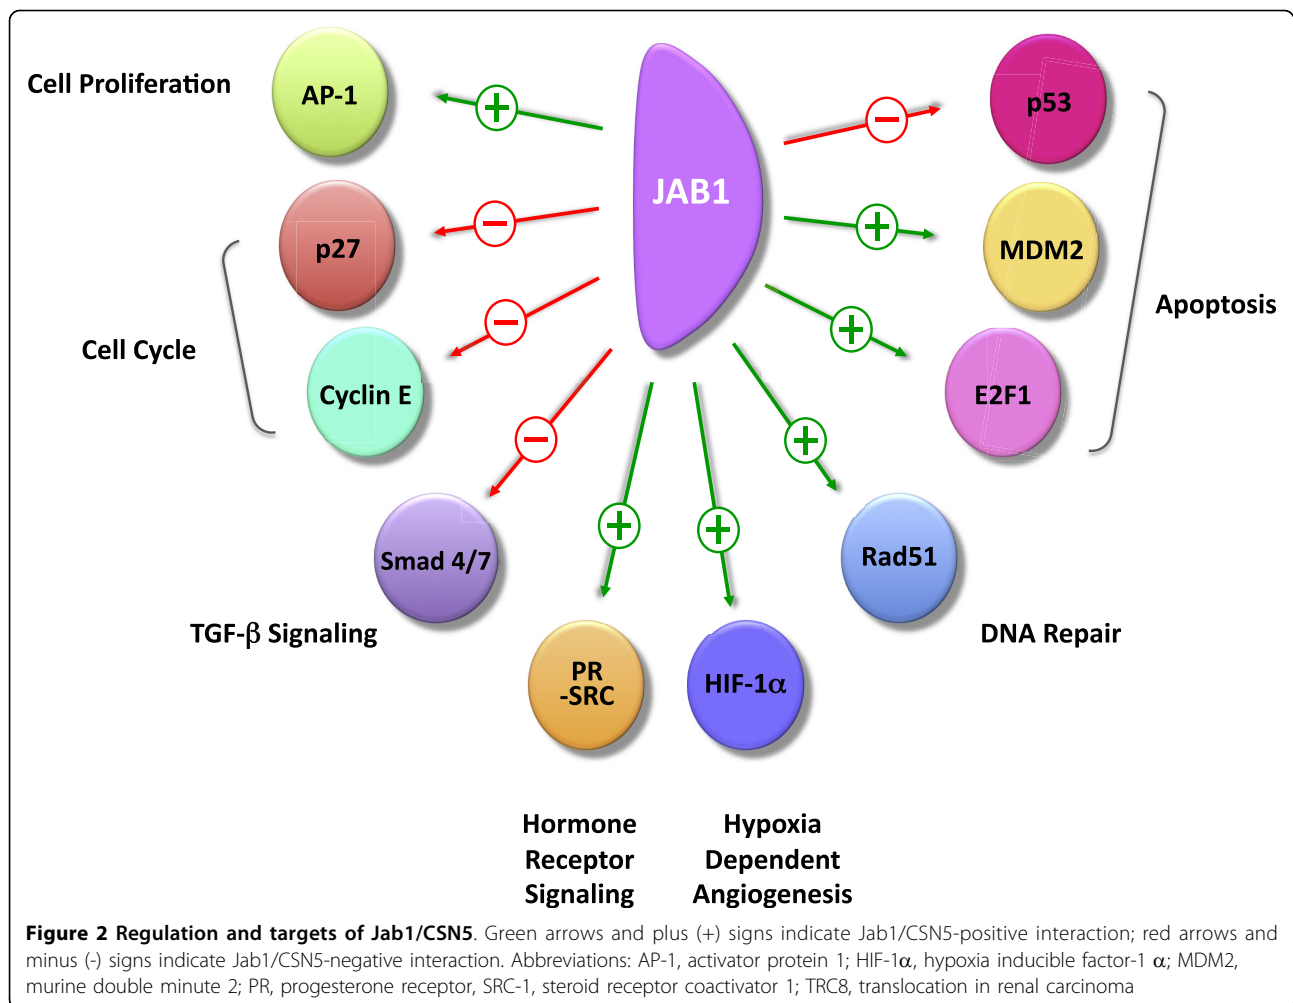 Cell Proliferation
AP-1
+
JAB1
−
p53
p27
−
+
MDM2
Cell Cycle
Cyclin E
−
+
E2F1
Apoptosis
Smad 4/7
−
+
Rad51
TGF-β Signaling
DNA Repair
+
PR
-SRC
+
HIF-1α
Hormone
Receptor
Signaling
Hypoxia
Dependent
Angiogenesis
Figure 2 Regulation and targets of Jab1/CSN5. Green arrows and plus (+) signs indicate Jab1/CSN5-positive interaction; red arrows and
minus (-) signs indicate Jab1/CSN5-negative interaction. Abbreviations: AP-1, activator protein 1; HIF-1α, hypoxia inducible factor-1 α; MDM2,
murine double minute 2; PR, progesterone receptor, SRC-1, steroid receptor coactivator 1; TRC8, translocation in renal carcinoma